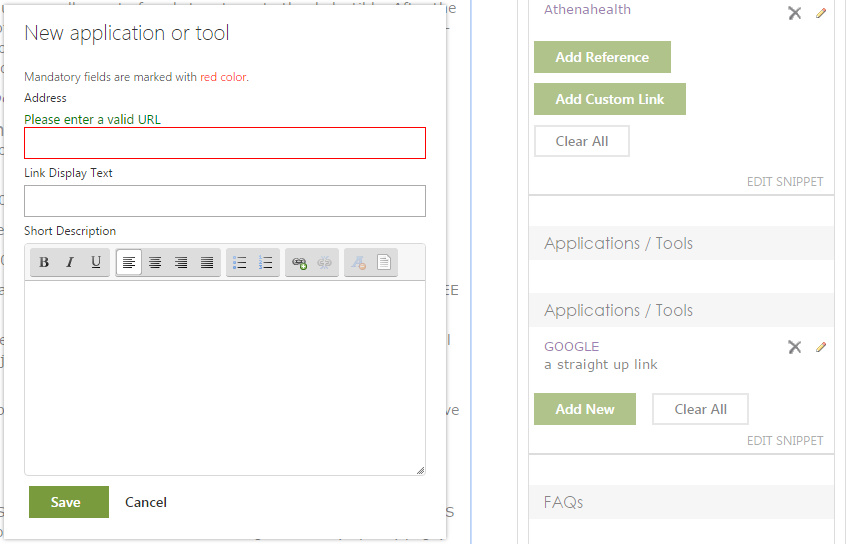 New application or tool
Mandatory fields are marked with red color.
Address
Please enter a valid URL
Link Display Text
Short Description
B I U
Save Cancel
Athenahealth
Add Reference
Add Custom Link
Clear All
EDIT SNIPPET
Applications / Tools
Applications / Tools
GOOGLE
a straight up link
Add New Clear All
EDIT SNIPPET
FAQs